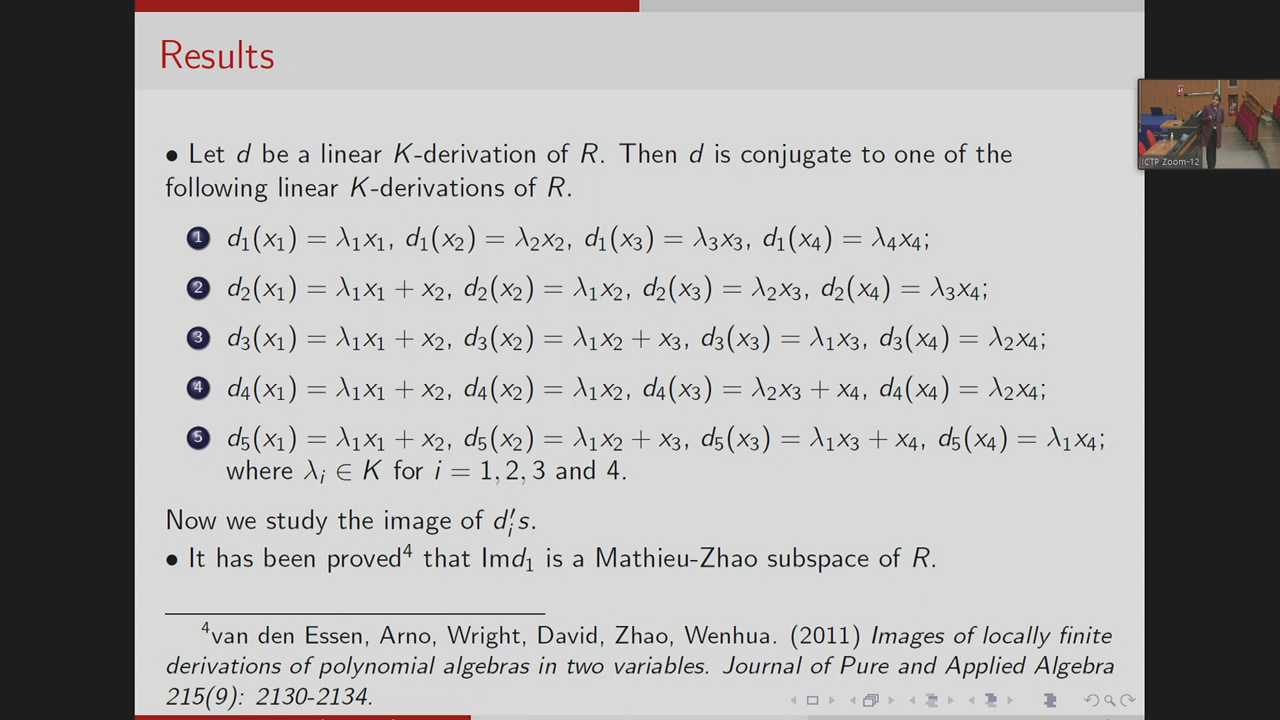 Results
• Let d be a linear K-derivation of R. Then d is conjugate to one of the
following linear K-derivations of R.
1 d₁(x₁) = λ₁x₁, d₁(x₂) = λ₂x₂, d₁(x₃) = λ₃x₃, d₁(x₄) = λ₄x₄;
2 d₂(x₁) = λ₁x₁ + x₂, d₂(x₂) = λ₁x₂, d₂(x₃) = λ₂x₃, d₂(x₄) = λ₃x₄;
3 d₃(x₁) = λ₁x₁ + x₂, d₃(x₂) = λ₁x₂ + x₃, d₃(x₃) = λ₁x₃, d₃(x₄) = λ₂x₄;
4 d₄(x₁) = λ₁x₁ + x₂, d₄(x₂) = λ₁x₂, d₄(x₃) = λ₂x₃ + x₄, d₄(x₄) = λ₂x₄;
5 d₅(x₁) = λ₁x₁ + x₂, d₅(x₂) = λ₁x₂ + x₃, d₅(x₃) = λ₁x₃ + x₄, d₅(x₄) = λ₁x₄;
where λᵢ ∈ K for i = 1, 2, 3 and 4.
Now we study the image of dᵢ′s.
• It has been proved⁴ that Imd₁ is a Mathieu-Zhao subspace of R.
⁴van den Essen, Arno, Wright, David, Zhao, Wenhua. (2011) Images of locally finite
derivations of polynomial algebras in two variables. Journal of Pure and Applied Algebra
215(9): 2130-2134.
ICTP Zoom-12